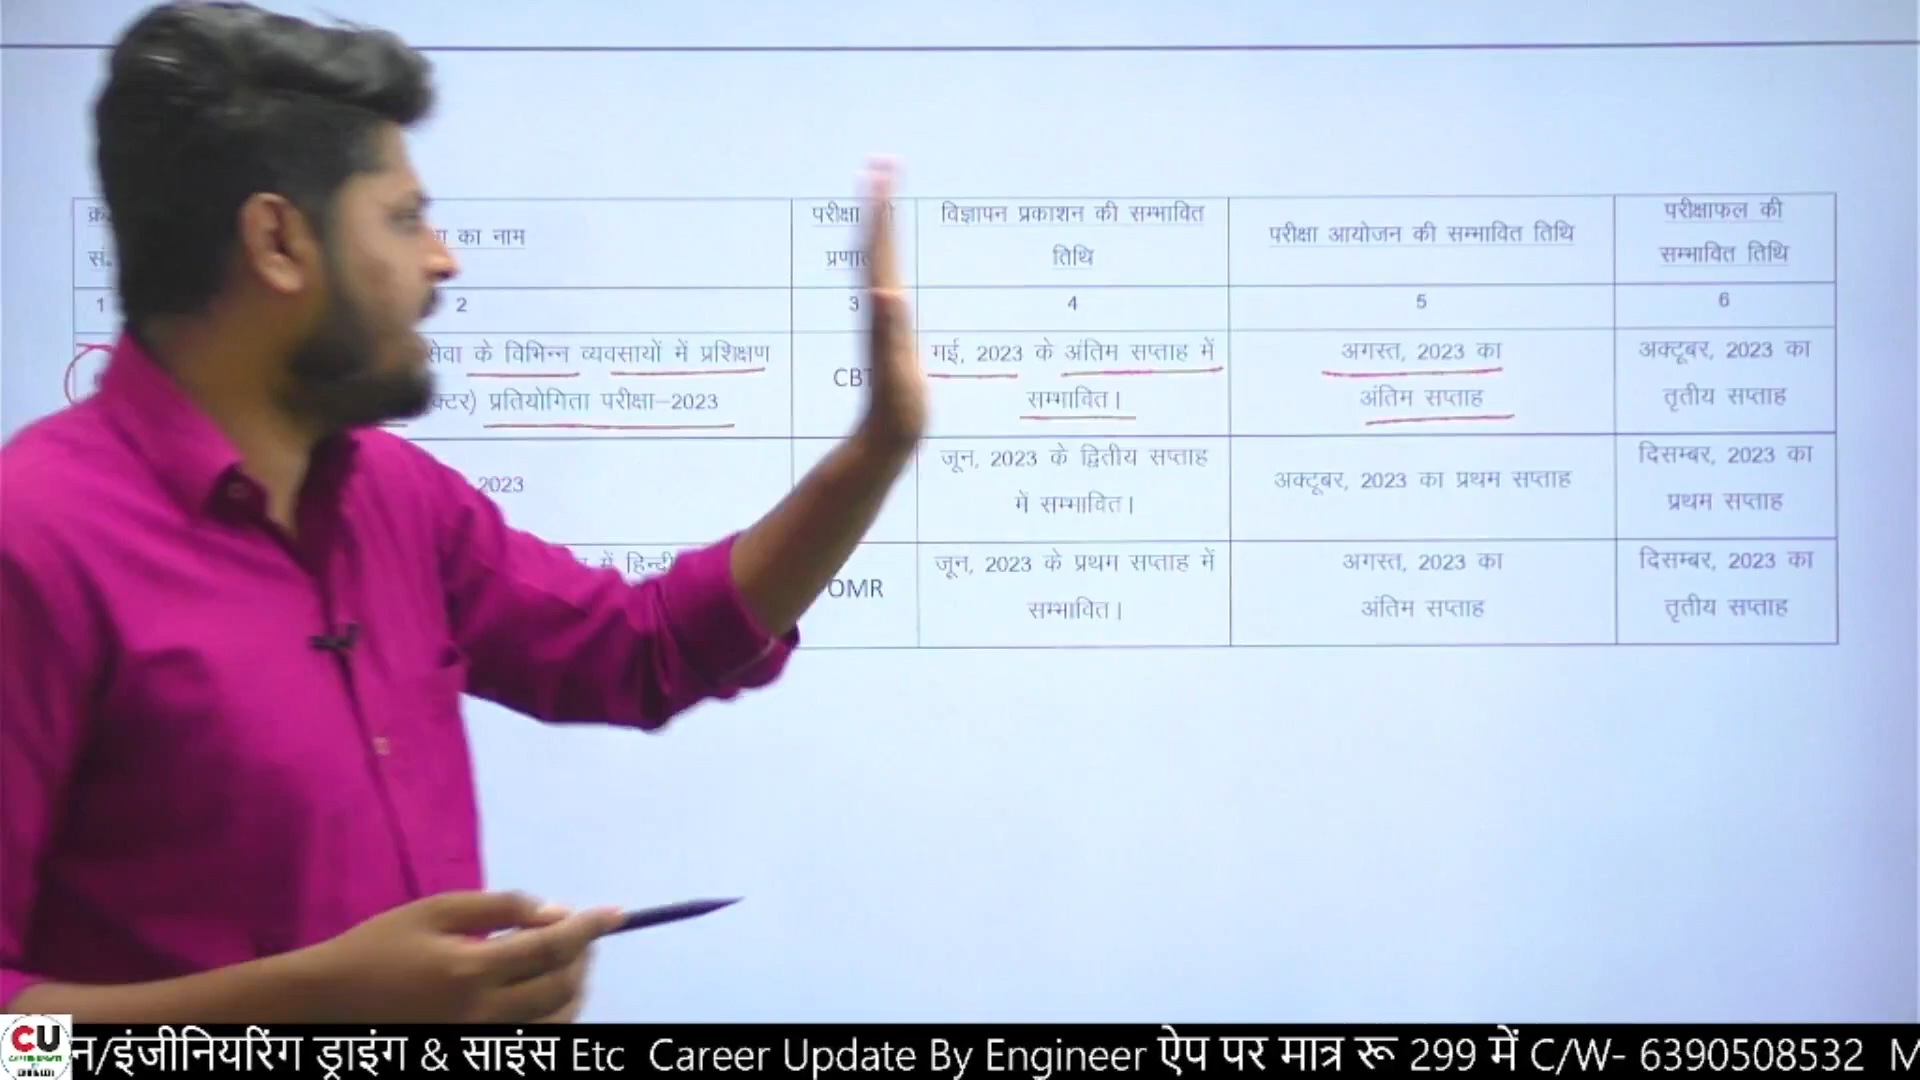 का नाम
परीक्षा
विज्ञापन प्रकाशन की सम्भावित
तिथि
परीक्षा आयोजन की सम्भावित तिथि
परीक्षाफल की
सम्भावित तिथि
1 2 3 4 5 6
सेवा के विभिन्न व्यवसायों में प्रशिक्षण
प्रतियोगिता परीक्षा–2023
CBT
मई, 2023 के अंतिम सप्ताह में
सम्भावित।
अगस्त, 2023 का
अंतिम सप्ताह
अक्टूबर, 2023 का
तृतीय सप्ताह
2023
जून, 2023 के द्वितीय सप्ताह
में सम्भावित।
अक्टूबर, 2023 का प्रथम सप्ताह
दिसम्बर, 2023 का
प्रथम सप्ताह
में हिन्दी
OMR
जून, 2023 के प्रथम सप्ताह में
सम्भावित।
अगस्त, 2023 का
अंतिम सप्ताह
दिसम्बर, 2023 का
तृतीय सप्ताह
CU
न/इंजीनियरिंग ड्राइंग & साइंस Etc Career Update By Engineer ऐप पर मात्र रू 299 में C/W- 6390508532 M